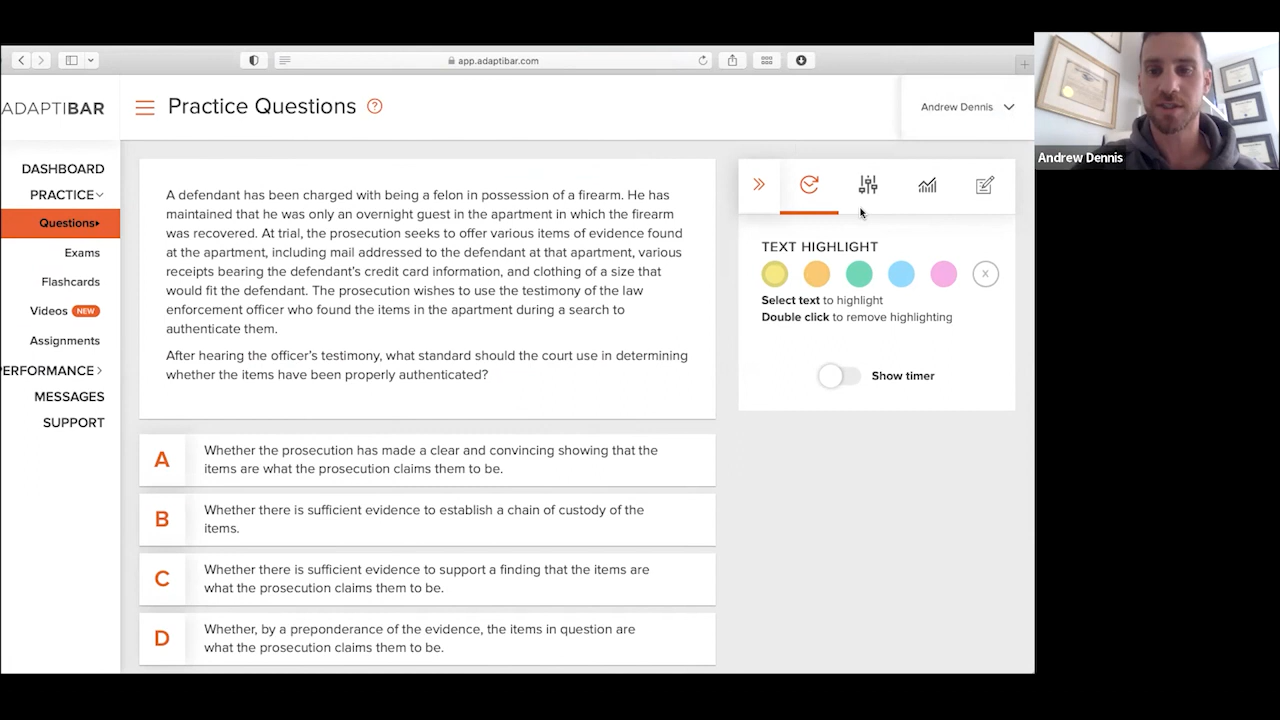 app.adaptibar.com
ADAPTIBAR
Practice Questions ?
Andrew Dennis
Andrew Dennis
DASHBOARD
PRACTICE
Questions
Exams
Flashcards
Videos NEW
Assignments
PERFORMANCE
MESSAGES
SUPPORT
A defendant has been charged with being a felon in possession of a firearm. He has
maintained that he was only an overnight guest in the apartment in which the firearm
was recovered. At trial, the prosecution seeks to offer various items of evidence found
at the apartment, including mail addressed to the defendant at that apartment, various
receipts bearing the defendant's credit card information, and clothing of a size that
would fit the defendant. The prosecution wishes to use the testimony of the law
enforcement officer who found the items in the apartment during a search to
authenticate them.
After hearing the officer's testimony, what standard should the court use in determining
whether the items have been properly authenticated?
A
Whether the prosecution has made a clear and convincing showing that the
items are what the prosecution claims them to be.
B
Whether there is sufficient evidence to establish a chain of custody of the
items.
C
Whether there is sufficient evidence to support a finding that the items are
what the prosecution claims them to be.
D
Whether, by a preponderance of the evidence, the items in question are
what the prosecution claims them to be.
TEXT HIGHLIGHT
X
Select text to highlight
Double click to remove highlighting
Show timer